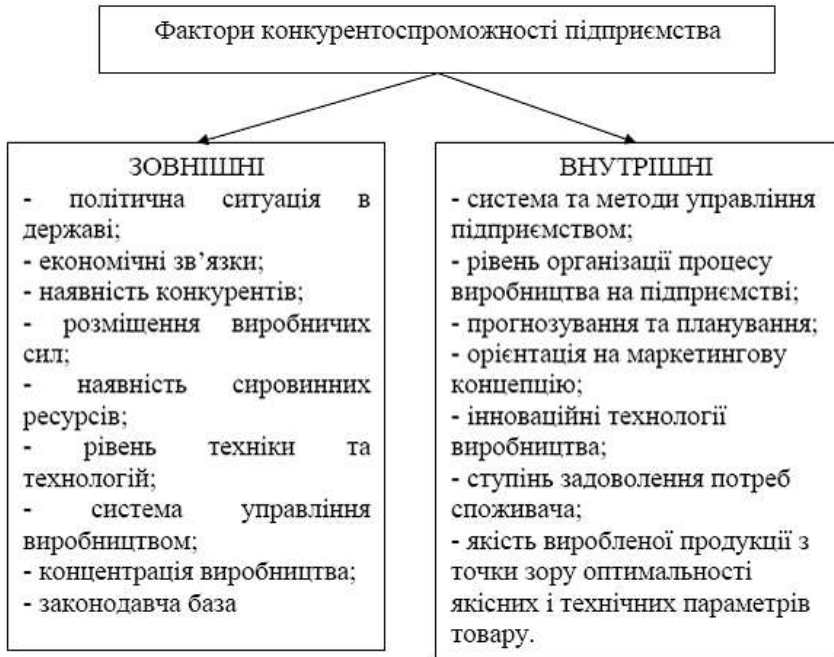 Фактори конкурентоспроможності підприємства
ЗОВНІШНІ
- політична ситуація в
державі;
- економічні зв’язки;
- наявність конкурентів;
- розміщення виробничих
сил;
- наявність сировинних
ресурсів;
- рівень техніки та
технологій;
- система управління
виробництвом;
- концентрація виробництва;
- законодавча база
ВНУТРІШНІ
- система та методи управління
підприємством;
- рівень організації процесу
виробництва на підприємстві;
- прогнозування та планування;
- орієнтація на маркетингову
концепцію;
- інноваційні технології
виробництва;
- ступінь задоволення потреб
споживача;
- якість виробленої продукції з
точки зору оптимальності
якісних і технічних параметрів
товару.